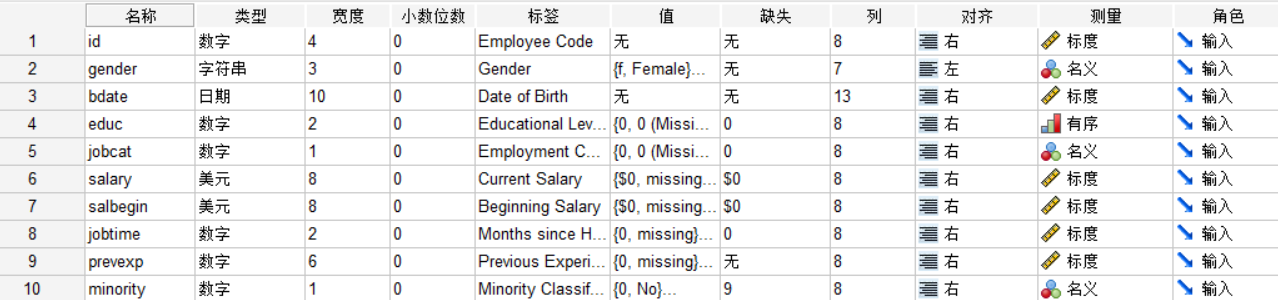 名称 类型 宽度 小数位数 标签 值 缺失 列 对齐 测量 角色
1 id 数字 4 0 Employee Code 无 无 8 右 标度 输入
2 gender 字符串 3 0 Gender {f, Female}... 无 7 左 名义 输入
3 bdate 日期 10 0 Date of Birth 无 无 13 右 标度 输入
4 educ 数字 2 0 Educational Lev... {0, 0 (Missi... 0 8 右 有序 输入
5 jobcat 数字 1 0 Employment C... {0, 0 (Missi... 0 8 右 名义 输入
6 salary 美元 8 0 Current Salary {$0, missing... $0 8 右 标度 输入
7 salbegin 美元 8 0 Beginning Salary {$0, missing... $0 8 右 标度 输入
8 jobtime 数字 2 0 Months since H... {0, missing}... 0 8 右 标度 输入
9 prevexp 数字 6 0 Previous Experi... {0, missing}... 无 8 右 标度 输入
10 minority 数字 1 0 Minority Classif... {0, No}... 9 8 右 名义 输入